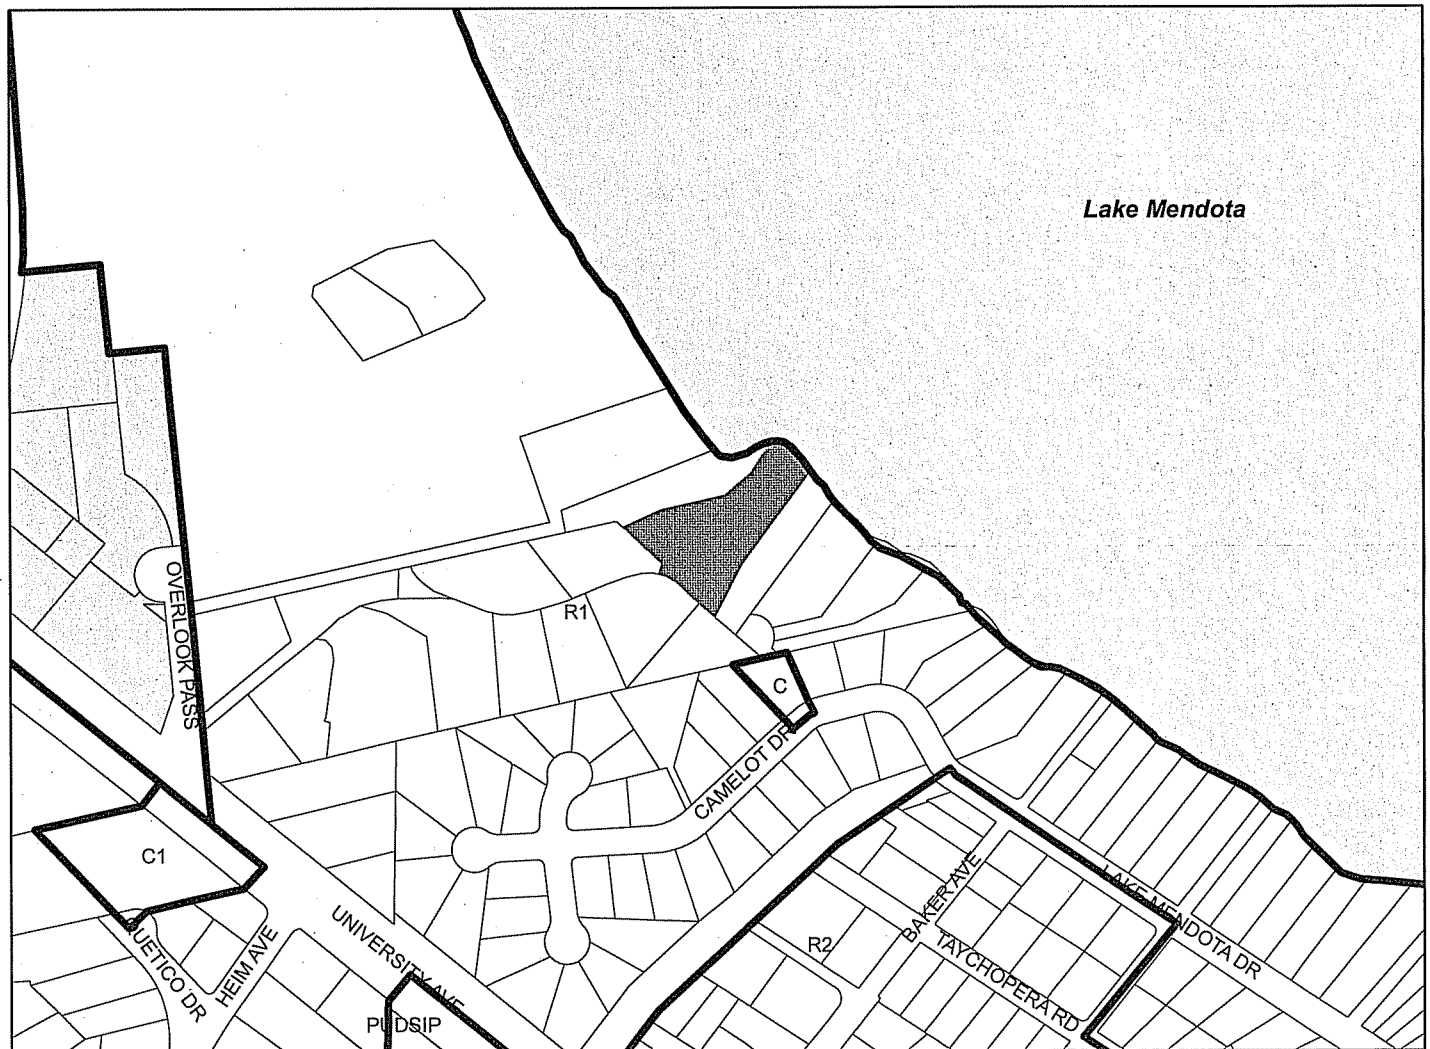 Lake Mendota
OVERLOOK PASS
R1
C
CAMELOT DR
C1
BAKER AVE
LAKE MENDOTA DR
UNIVERSITY AVE
R2
TAYCHOPERA RD
QUETICO DR
HEIM AVE
PUDSIP